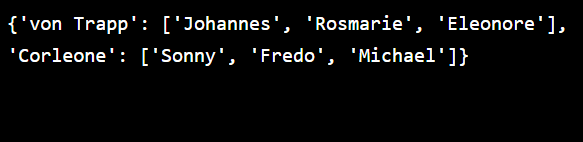 {'von Trapp': ['Johannes', 'Rosmarie', 'Eleonore'],
'Corleone': ['Sonny', 'Fredo', 'Michael']}